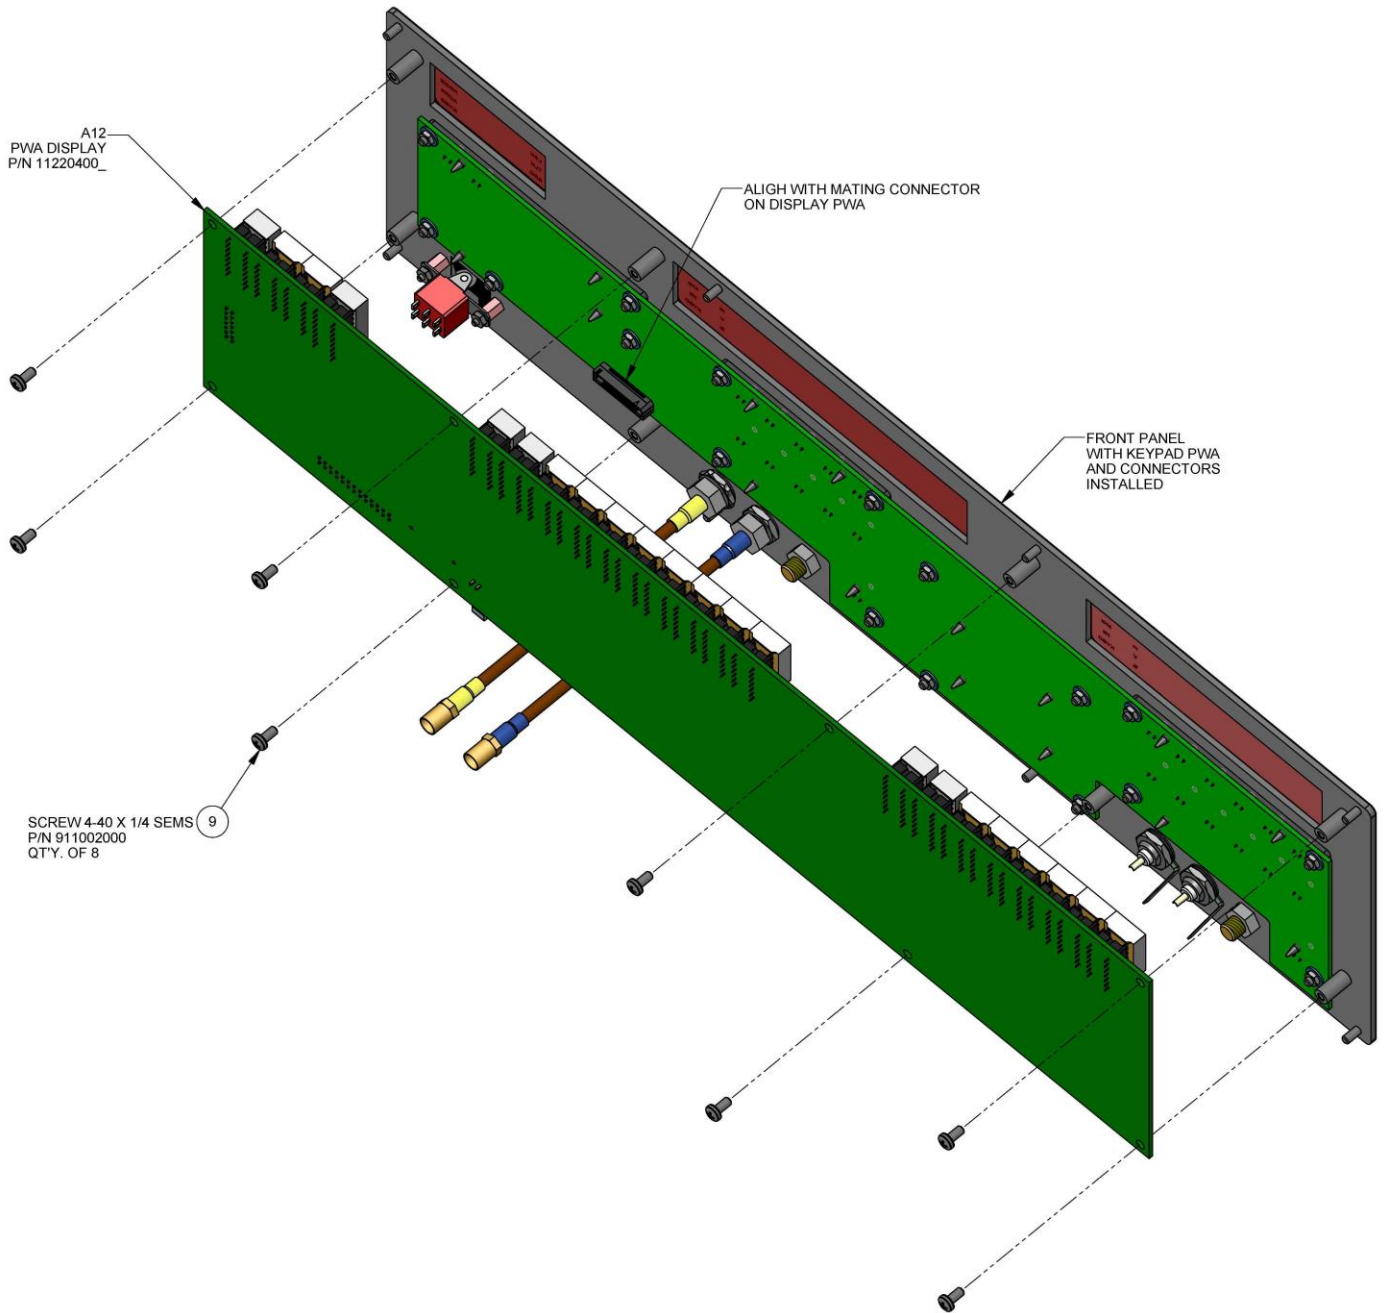 A12
PWA DISPLAY
P/N 11220400_
ALIGH WITH MATING CONNECTOR
ON DISPLAY PWA
FRONT PANEL
WITH KEYPAD PWA
AND CONNECTORS
INSTALLED
SCREW 4-40 X 1/4 SEMS 9
P/N 911002000
QT'Y. OF 8